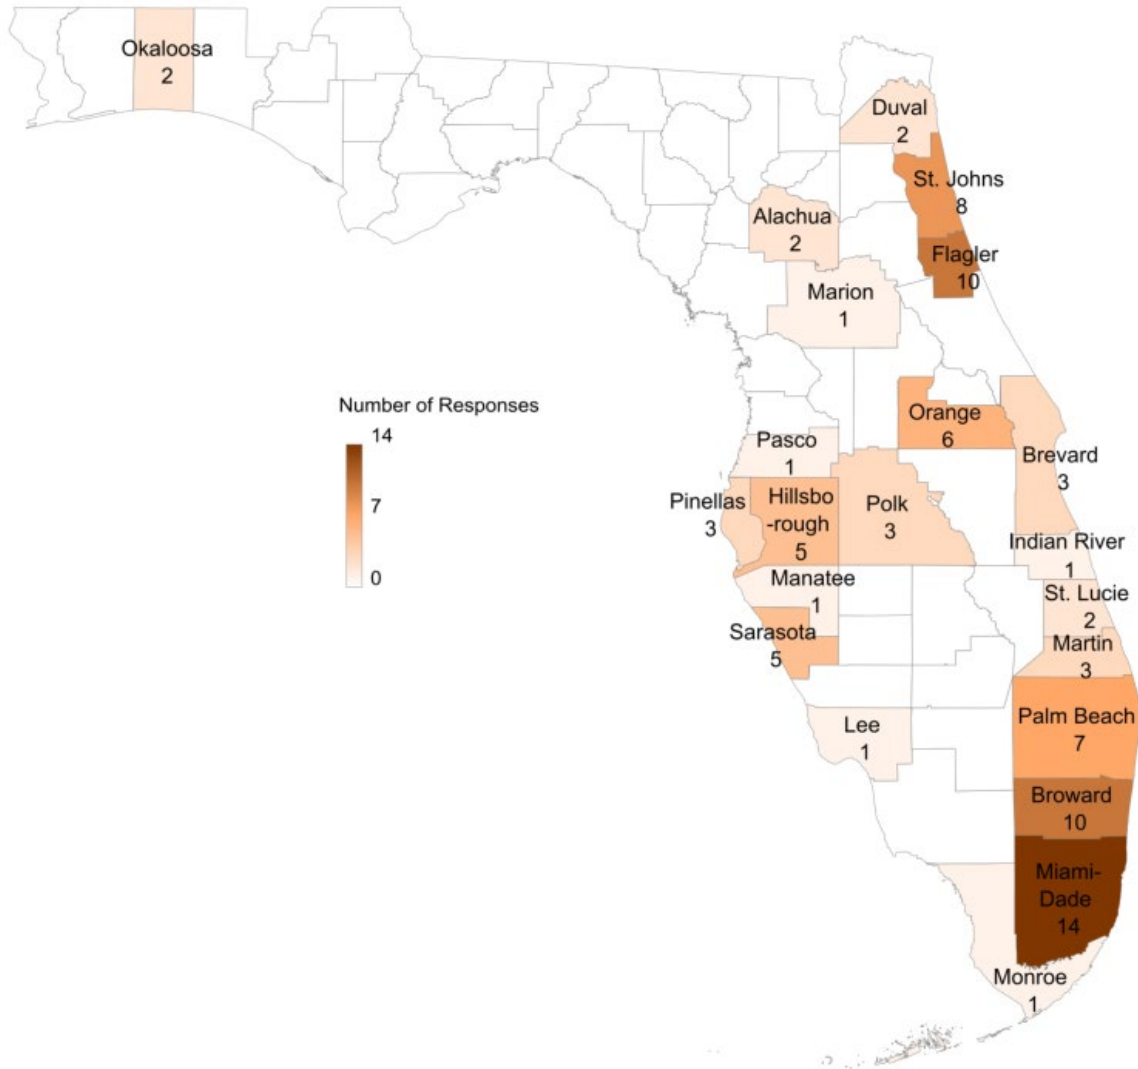 Okaloosa
2
Duval
2
St. Johns
8
Alachua
2
Flagler
10
Marion
1
Number of Responses
14
7
0
Orange
6
Pasco
1
Brevard
3
Pinellas
3
Hillsbo
-rough
5
Polk
3
Indian River
1
Manatee
1
St. Lucie
2
Sarasota
5
Martin
3
Lee
1
Palm Beach
7
Broward
10
Miami-
Dade
14
Monroe
1